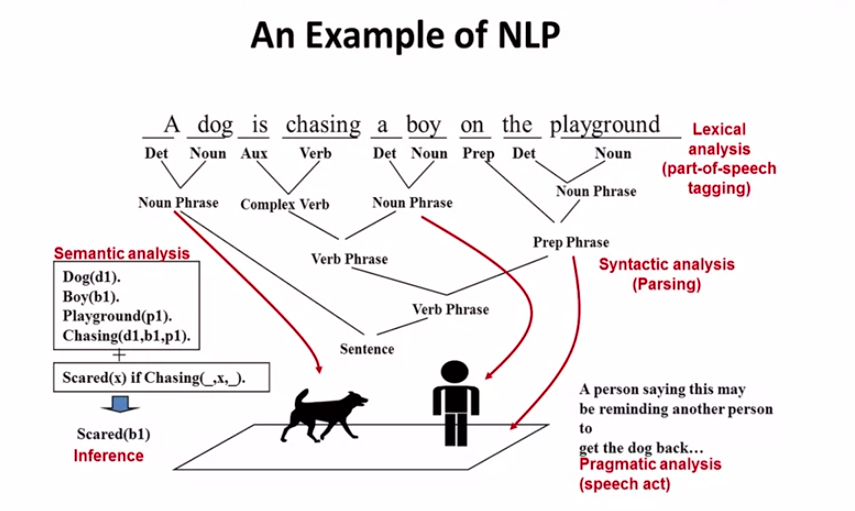 An Example of NLP
A dog is chasing a boy on the playground
Det Noun Aux Verb Det Noun Prep Det Noun
Lexical
analysis
(part-of-speech
tagging)
Noun Phrase Complex Verb Noun Phrase Noun Phrase
Prep Phrase
Verb Phrase
Syntactic analysis
(Parsing)
Verb Phrase
Sentence
Semantic analysis
Dog(d1).
Boy(b1).
Playground(p1).
Chasing(d1,b1,p1).
+
Scared(x) if Chasing(_,x,_).
Scared(b1)
Inference
A person saying this may
be reminding another person
to
get the dog back…
Pragmatic analysis
(speech act)